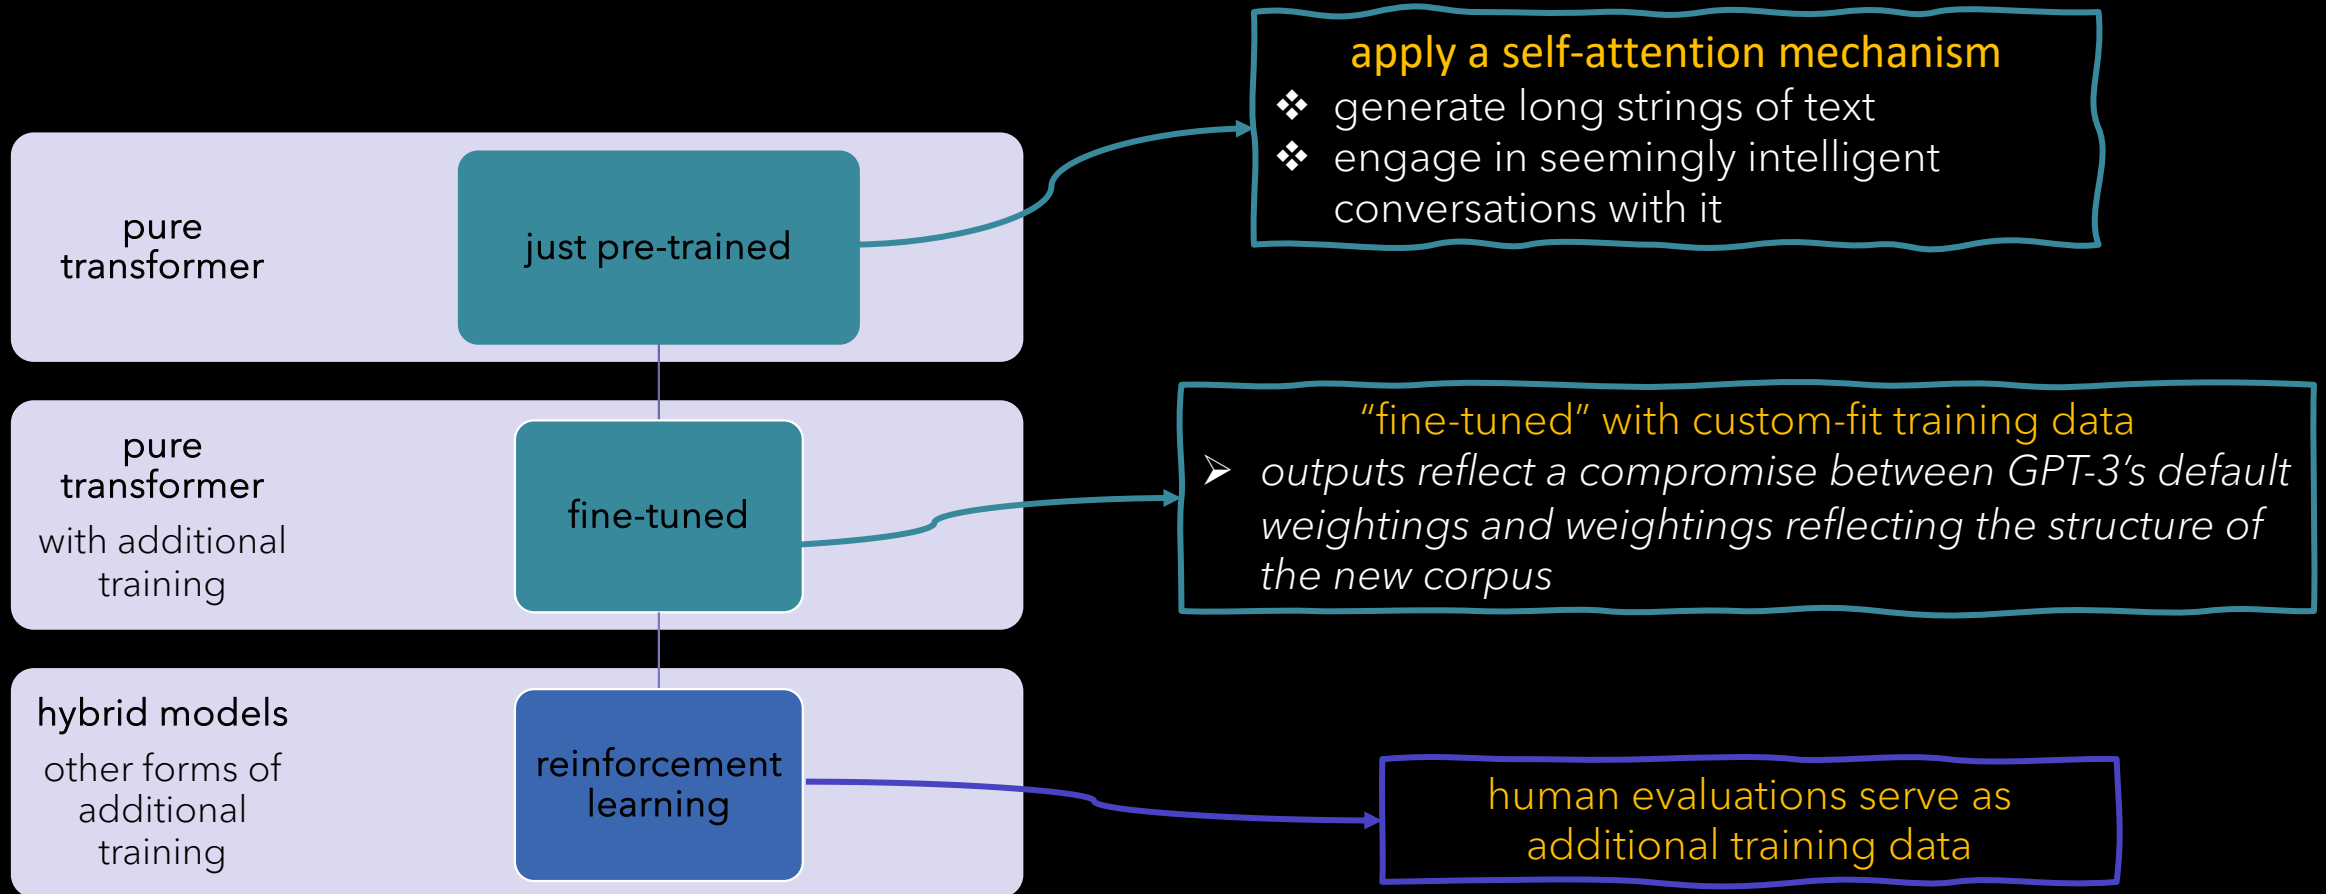 pure
transformer
just pre-trained
apply a self-attention mechanism
❖ generate long strings of text
❖ engage in seemingly intelligent
conversations with it
pure
transformer
with additional
training
fine-tuned
“fine-tuned” with custom-fit training data
➢ outputs reflect a compromise between GPT-3’s default
weightings and weightings reflecting the structure of
the new corpus
hybrid models
other forms of
additional
training
reinforcement
learning
human evaluations serve as
additional training data